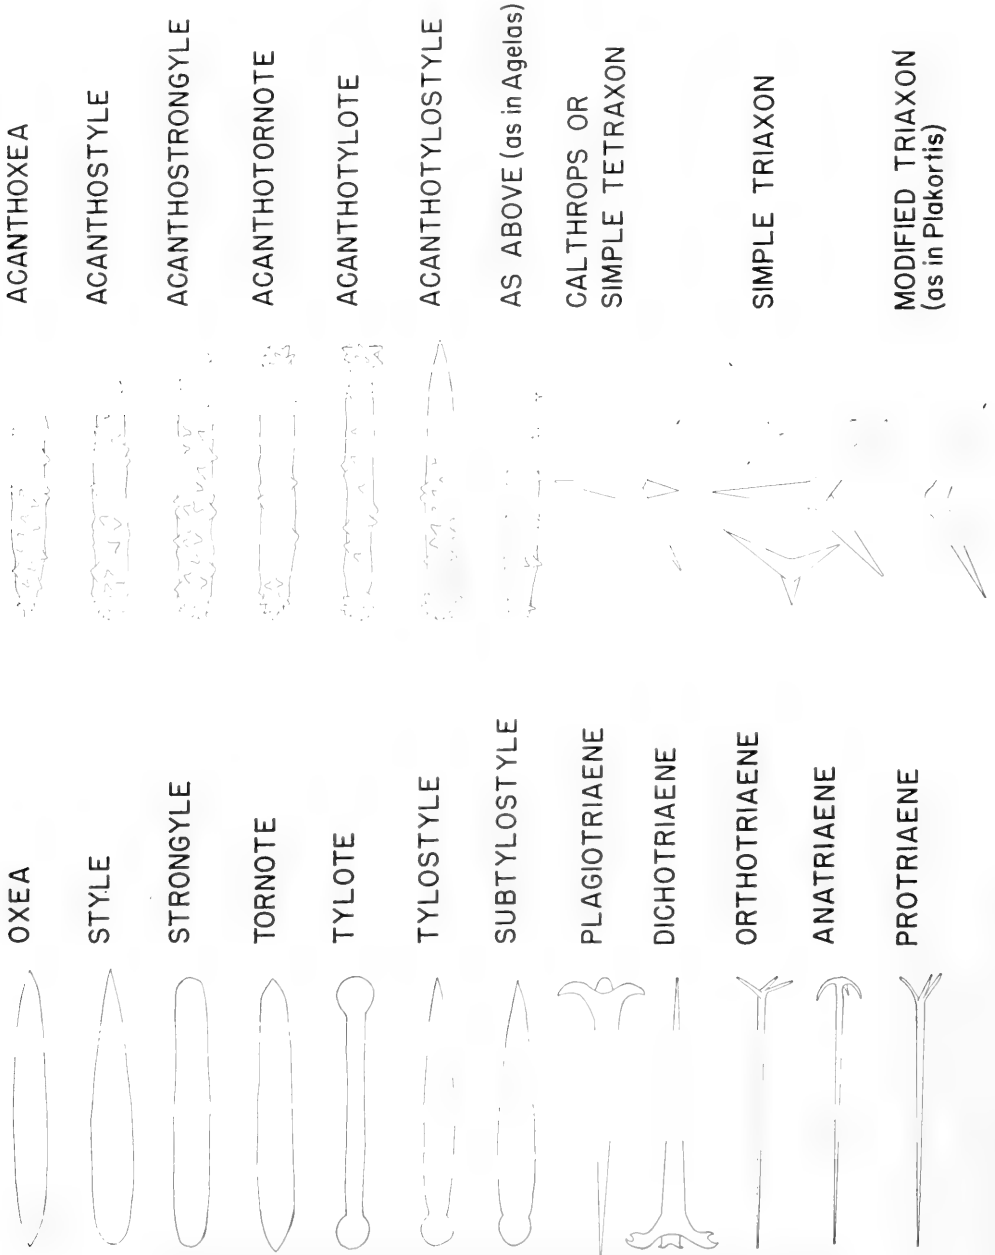 OXEA
STYLE
STRONGYLE
TORNOTE
TYLOTE
TYLOSTYLE
SUBTYLOSTYLE
PLAGIOTRIAENE
DICHOTRIAENE
ORTHOTRIAENE
ANATRIAENE
PROTRIAENE
ACANTHOXEA
ACANTHOSTYLE
ACANTHOSTRONGYLE
ACANTHOTORNOTE
ACANTHOTYLOTE
ACANTHOTYLOSTYLE
AS ABOVE (as in Agelas)
CALTHROPS OR
SIMPLE TETRAXON
SIMPLE TRIAXON
MODIFIED TRIAXON
(as in Plakortis)